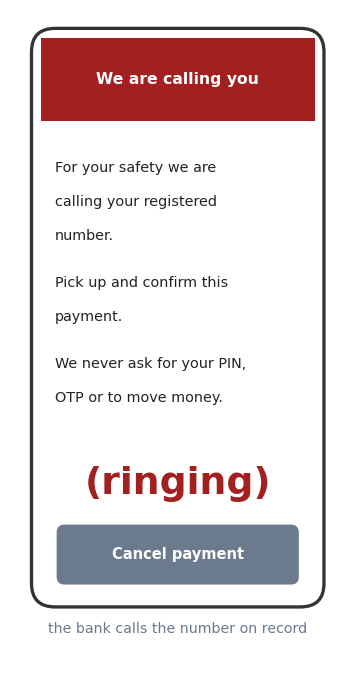 We are calling you
For your safety we are
calling your registered
number.
Pick up and confirm this
payment.
We never ask for your PIN,
OTP or to move money.
(ringing)
Cancel payment
the bank calls the number on record